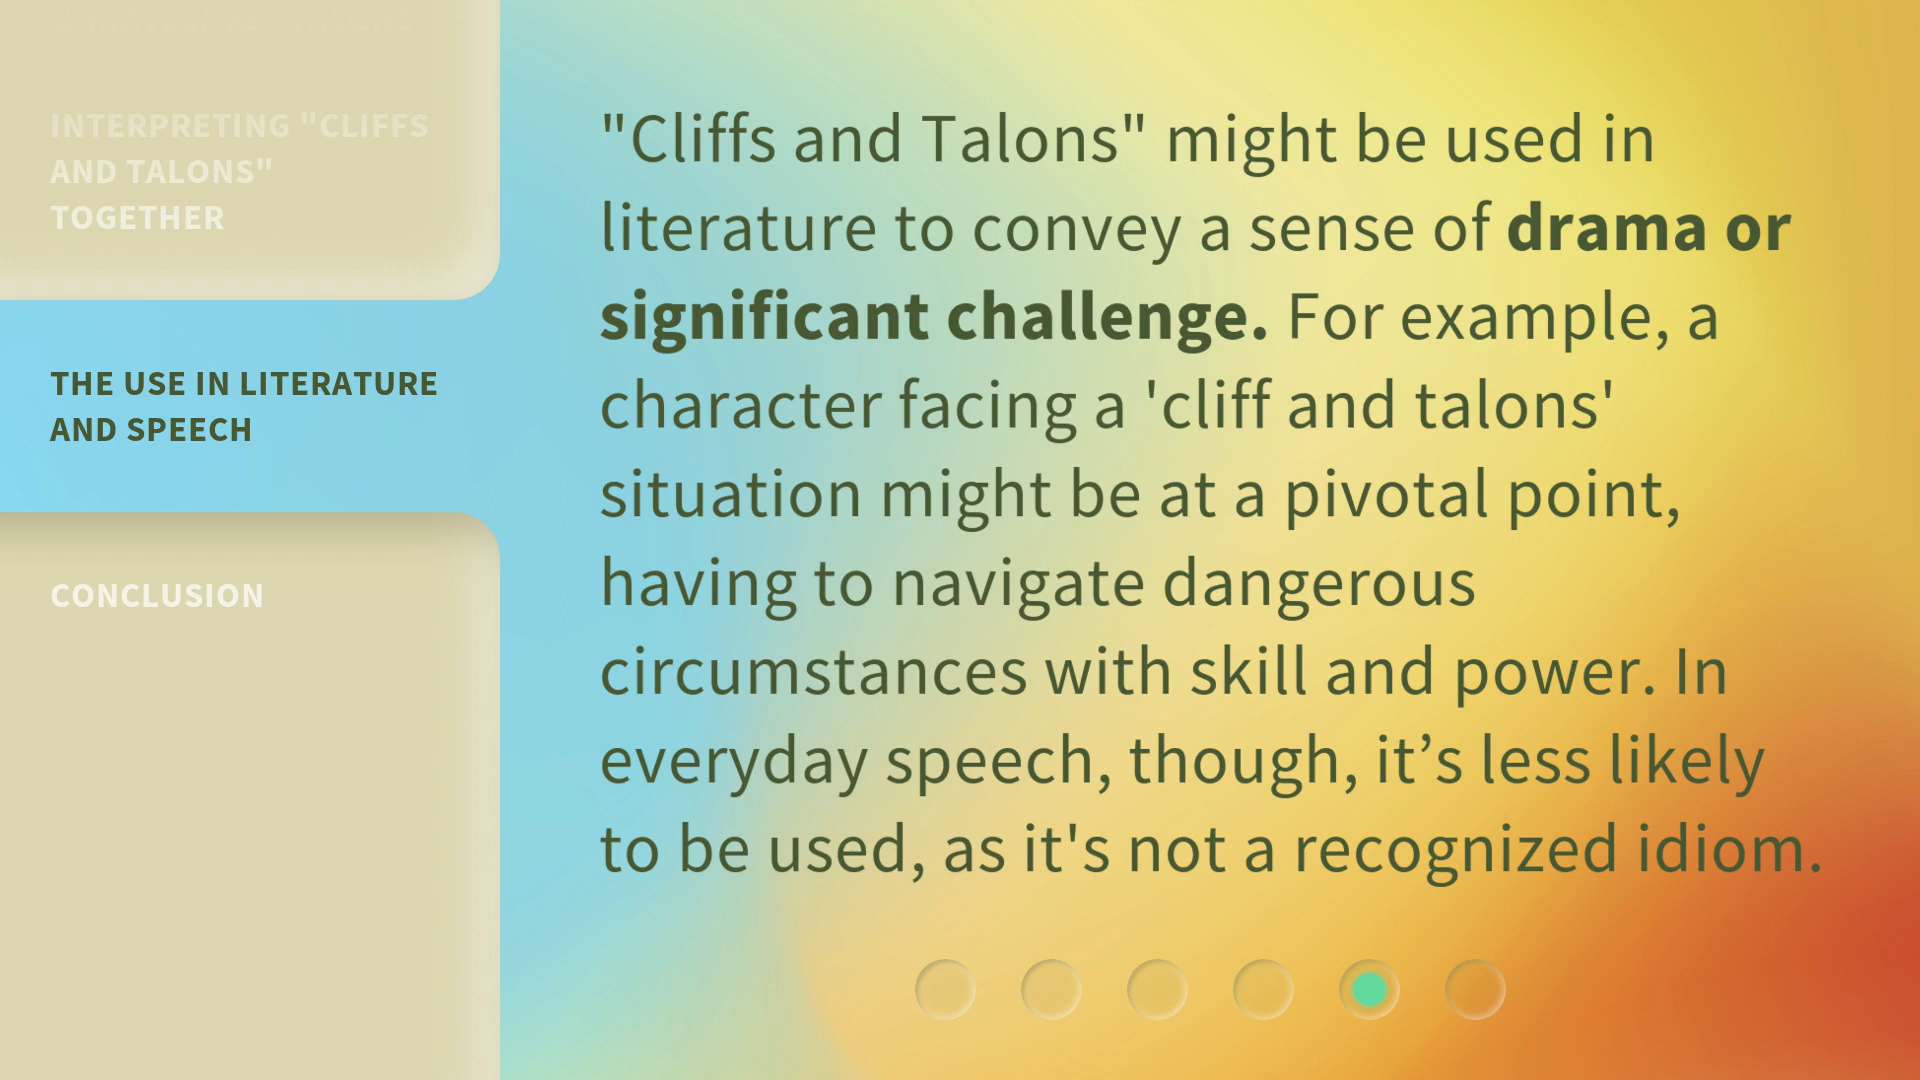 UNRAVELING "TALONS"
INTERPRETING "CLIFFS
AND TALONS"
TOGETHER
THE USE IN LITERATURE
AND SPEECH
CONCLUSION
"Cliffs and Talons" might be used in
literature to convey a sense of drama or
significant challenge. For example, a
character facing a 'cliff and talons'
situation might be at a pivotal point,
having to navigate dangerous
circumstances with skill and power. In
everyday speech, though, it’s less likely
to be used, as it's not a recognized idiom.